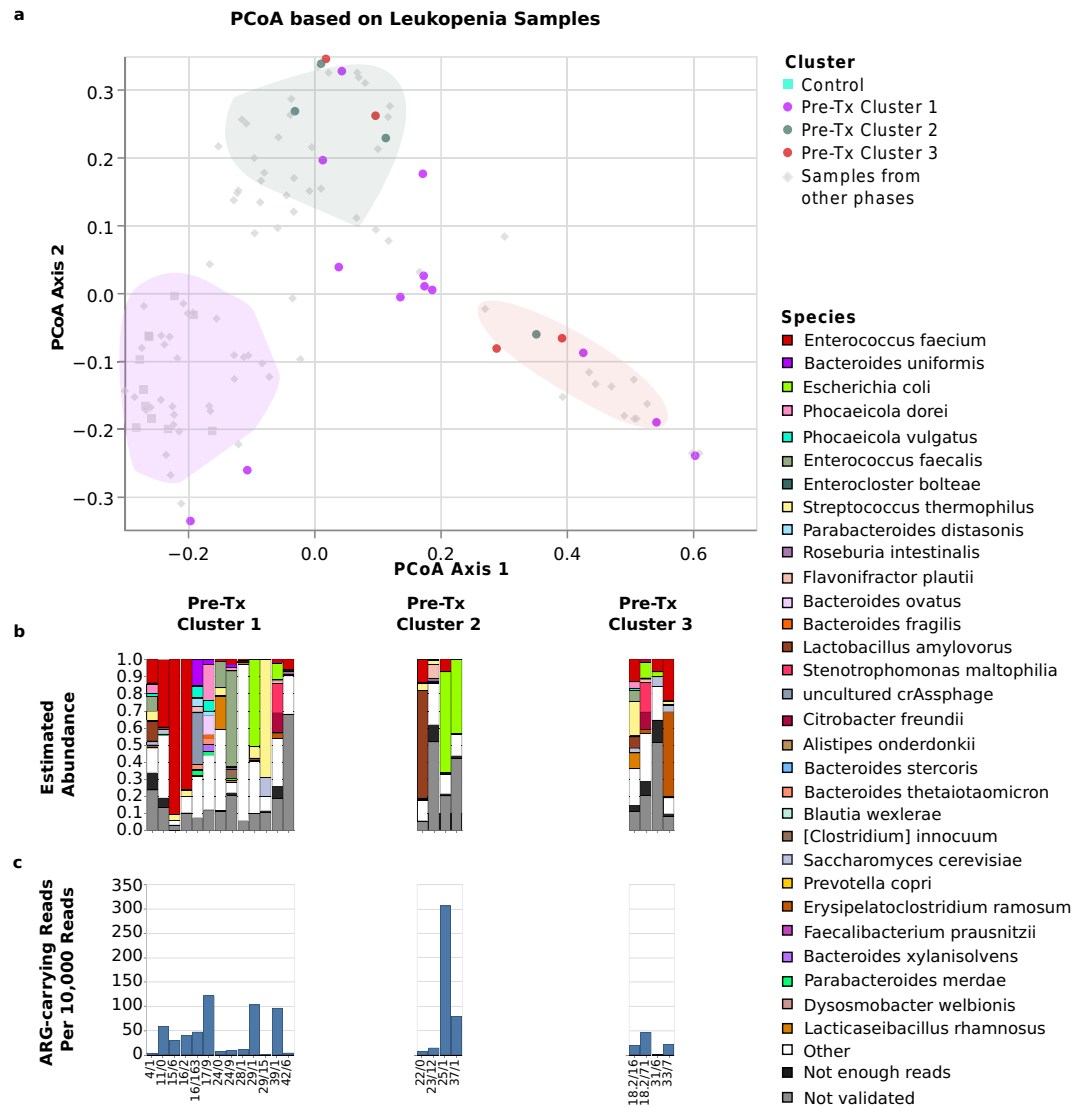 a
PCoA based on Leukopenia Samples
PCoA Axis 2
0.3
0.2
0.1
0.0
−0.1
−0.2
−0.3
−0.2
0.0
0.2
0.4
0.6
PCoA Axis 1
Cluster
Control
Pre-Tx Cluster 1
Pre-Tx Cluster 2
Pre-Tx Cluster 3
Samples from
other phases
Species
Enterococcus faecium
Bacteroides uniformis
Escherichia coli
Phocaeicola dorei
Phocaeicola vulgatus
Enterococcus faecalis
Enterocloster bolteae
Streptococcus thermophilus
Parabacteroides distasonis
Roseburia intestinalis
Flavonifractor plautii
Bacteroides ovatus
Bacteroides fragilis
Lactobacillus amylovorus
Stenotrophomonas maltophilia
uncultured crAssphage
Citrobacter freundii
Alistipes onderdonkii
Bacteroides stercoris
Bacteroides thetaiotaomicron
Blautia wexlerae
[Clostridium] innocuum
Saccharomyces cerevisiae
Prevotella copri
Erysipelatoclostridium ramosum
Faecalibacterium prausnitzii
Bacteroides xylanisolvens
Parabacteroides merdae
Dysosmobacter welbionis
Lacticaseibacillus rhamnosus
Other
Not enough reads
Not validated
b
Pre-Tx
Cluster 1
Pre-Tx
Cluster 2
Pre-Tx
Cluster 3
Estimated
Abundance
1.0
0.9
0.8
0.7
0.6
0.5
0.4
0.3
0.2
0.1
0.0
c
ARG-carrying Reads
Per 10,000 Reads
350
300
250
200
150
100
50
0
4/1
11/0
15/6
16/2
16/163
17/9
24/0
24/9
28/1
29/1
29/15
39/1
42/6
22/0
23/12
25/1
37/1
18.2/16
18.2/71
31/6
33/7